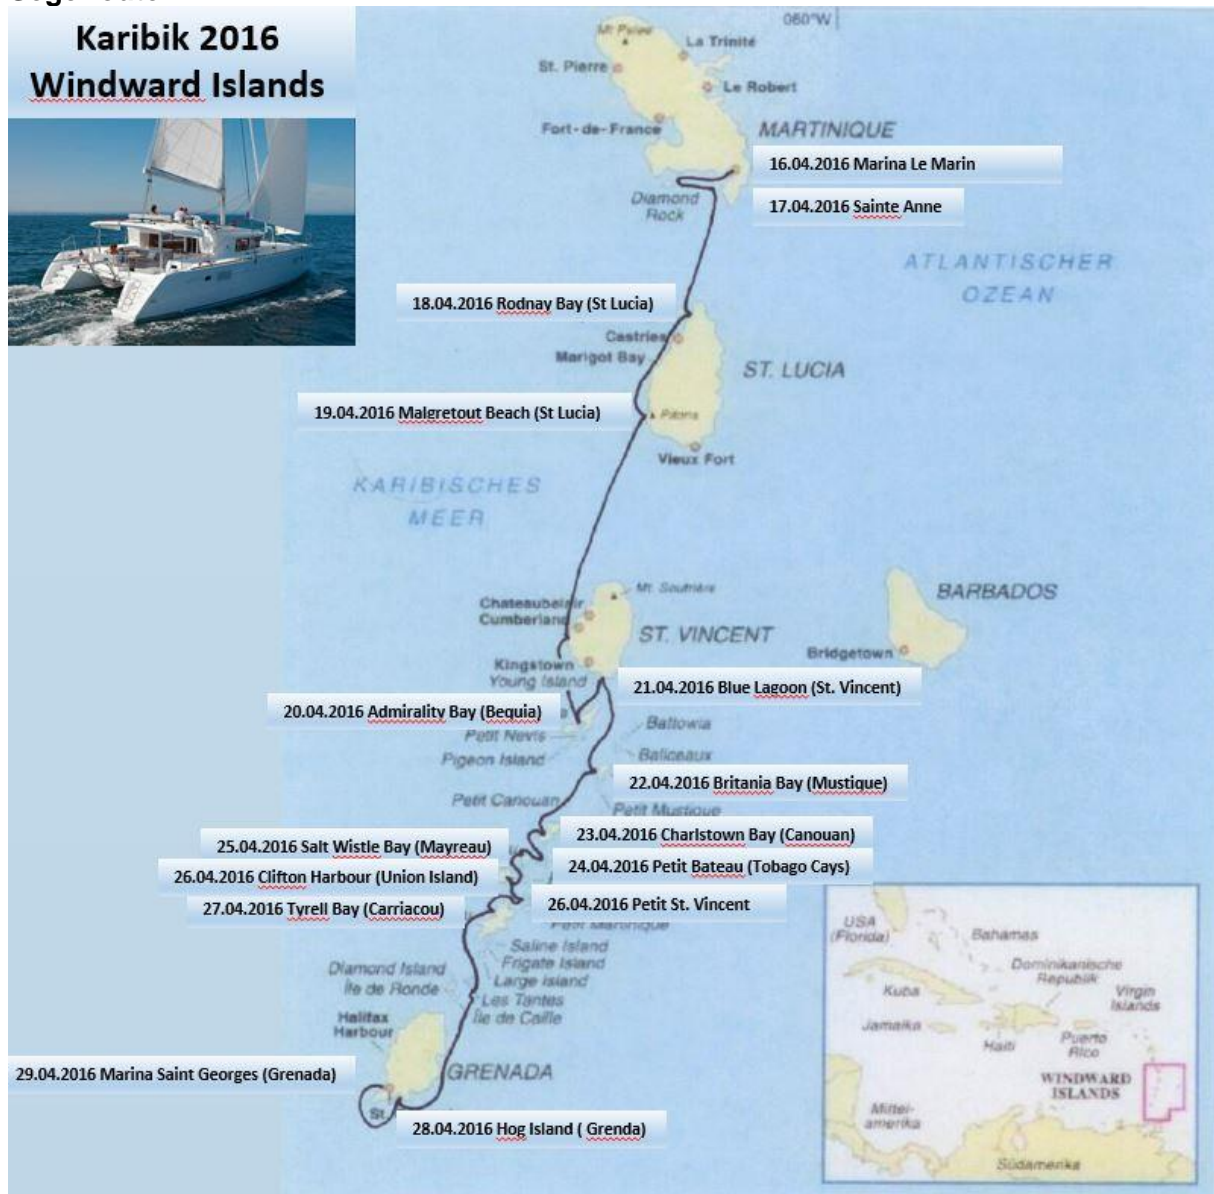 Karibik 2016
Windward Islands
060°W
Mt Pelée
La Trinité
St. Pierre
Le Robert
Fort-de-France
MARTINIQUE
16.04.2016 Marina Le Marin
Diamond
Rock
17.04.2016 Sainte Anne
ATLANTISCHER
OZEAN
18.04.2016 Rodnay Bay (St Lucia)
Castries
Marigot Bay
ST. LUCIA
19.04.2016 Malgretout Beach (St Lucia)
Pitons
Vieux Fort
KARIBISCHES
MEER
Mt. Soufrière
Chateaubelair
Cumberland
BARBADOS
ST. VINCENT
Bridgetown
Kingstown
Young Island
21.04.2016 Blue Lagoon (St. Vincent)
20.04.2016 Admirality Bay (Bequia)
Battowia
Petit Nevis
Pigeon Island
Baliceaux
22.04.2016 Britania Bay (Mustique)
Petit Canouan
Petit Mustique
23.04.2016 Charlstown Bay (Canouan)
25.04.2016 Salt Wistle Bay (Mayreau)
24.04.2016 Petit Bateau (Tobago Cays)
26.04.2016 Clifton Harbour (Union Island)
26.04.2016 Petit St. Vincent
27.04.2016 Tyrell Bay (Carriacou)
Petit Martinique
Saline Island
Frigate Island
Large Island
Diamond Island
Île de Ronde
Les Tantes
Île de Caille
Halifax
Harbour
GRENADA
29.04.2016 Marina Saint Georges (Grenada)
St.
28.04.2016 Hog Island ( Grenda)
USA
(Florida)
Bahamas
Dominikanische
Republik
Kuba
Virgin
Islands
Jamaika
Haiti
Puerto
Rico
WINDWARD
ISLANDS
Mittel-
amerika
Südamerika